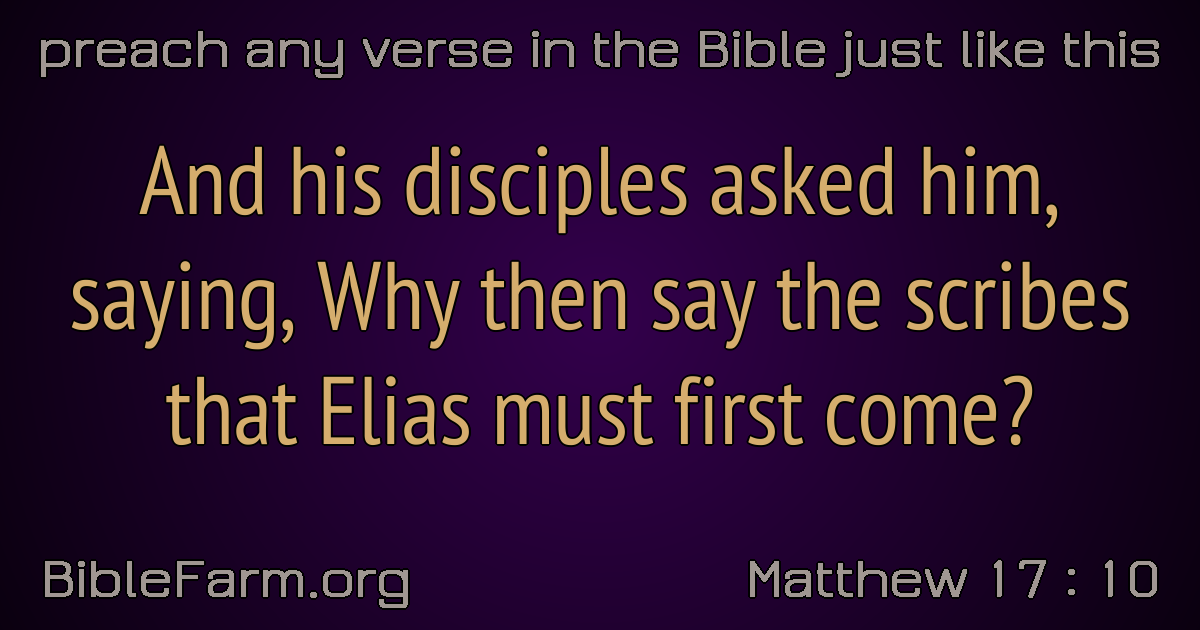 preach any verse in the Bible just like this
And his disciples asked him,
saying, Why then say the scribes
that Elias must first come?
BibleFarm.org
Matthew 17 : 10